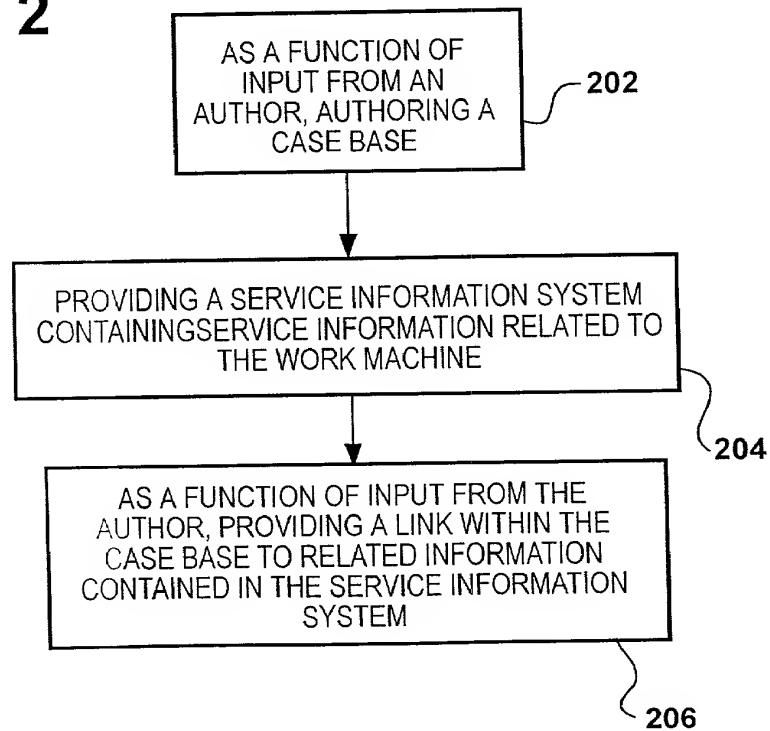 2
AS A FUNCTION OF
INPUT FROM AN
AUTHOR, AUTHORING A
CASE BASE
202
PROVIDING A SERVICE INFORMATION SYSTEM
CONTAININGSERVICE INFORMATION RELATED TO
THE WORK MACHINE
204
AS A FUNCTION OF INPUT FROM THE
AUTHOR, PROVIDING A LINK WITHIN THE
CASE BASE TO RELATED INFORMATION
CONTAINED IN THE SERVICE INFORMATION
SYSTEM
206